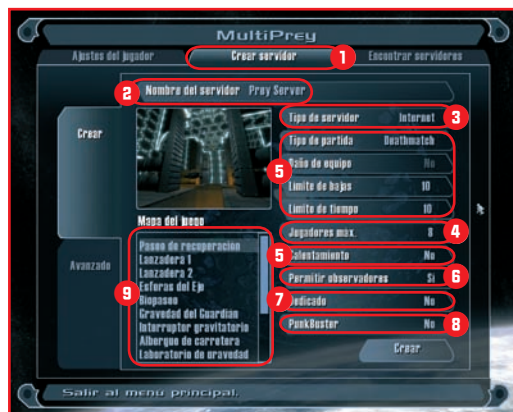 MultiPrey
Ajustes del jugador
Crear servidor
1
Encontrar servidores
2
Nombre del servidor Prey Server
Crear
Avanzado
Mapa del juego
9
Paseo de recuperación
Lanzadera 1
Lanzadera 2
Esferas del Eje
Biopaseo
Gravedad del Guardián
Interruptor gravitatorio
Albergue de carretera
Laboratorio de gravedad
Tipo de servidor Internet
3
5
Tipo de partida Deathmatch
Daño de equipo No
Límite de bajas 10
Límite de tiempo 10
Jugadores máx. 8
4
5
Calentamiento No
Permitir observadores Sí
6
7
Dedicado No
PunkBuster No
8
Crear
Salir al menú principal.